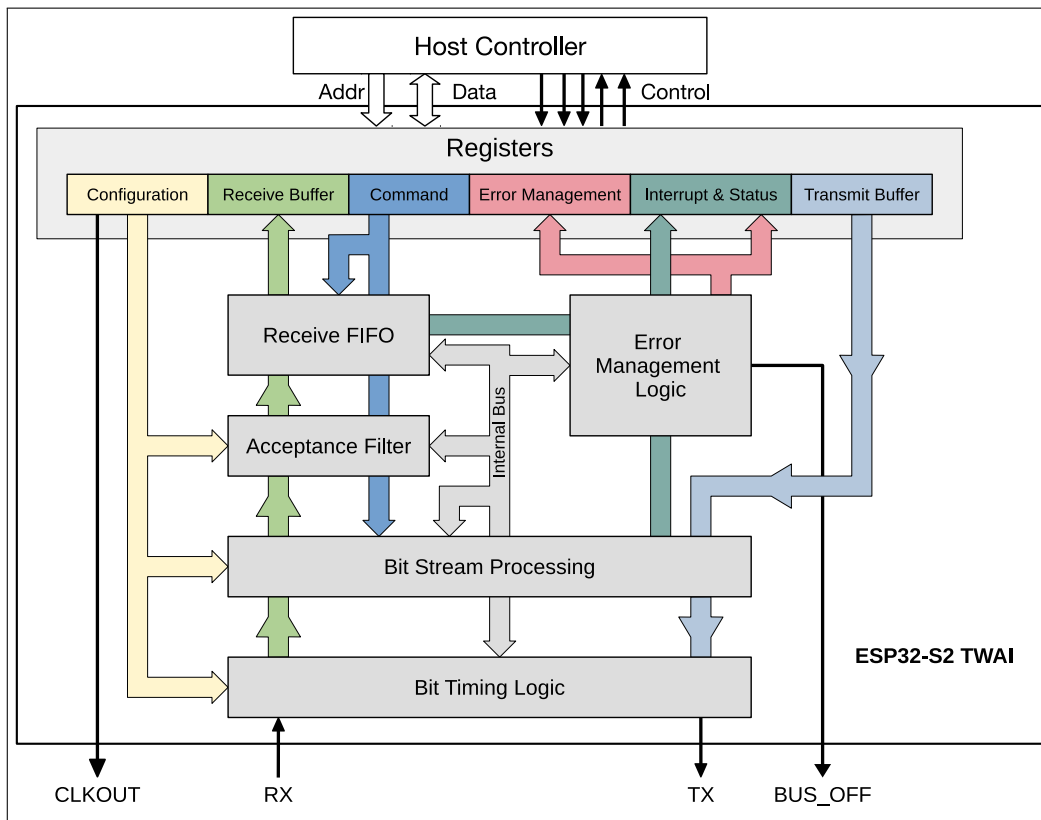 Host Controller
Addr
Data
Control
Registers
Configuration
Receive Buffer
Command
Error Management
Interrupt & Status
Transmit Buffer
Receive FIFO
Error
Management
Logic
Internal Bus
Acceptance Filter
Bit Stream Processing
ESP32-S2 TWAI
Bit Timing Logic
CLKOUT
RX
TX
BUS_OFF